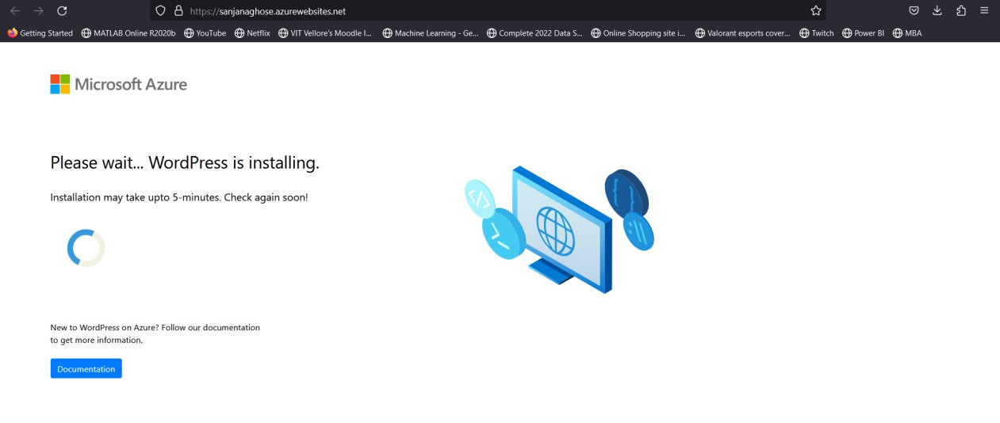 https://sanjanaghose.azurewebsites.net
Getting Started MATLAB Online R2020b YouTube Netflix VIT Vellore's Moodle l... Machine Learning - Ge... Complete 2022 Data S... Online Shopping site i... Valorant esports cover... Twitch Power BI MBA
Microsoft Azure
Please wait... WordPress is installing.
Installation may take upto 5-minutes. Check again soon!
New to WordPress on Azure? Follow our documentation
to get more information.
Documentation